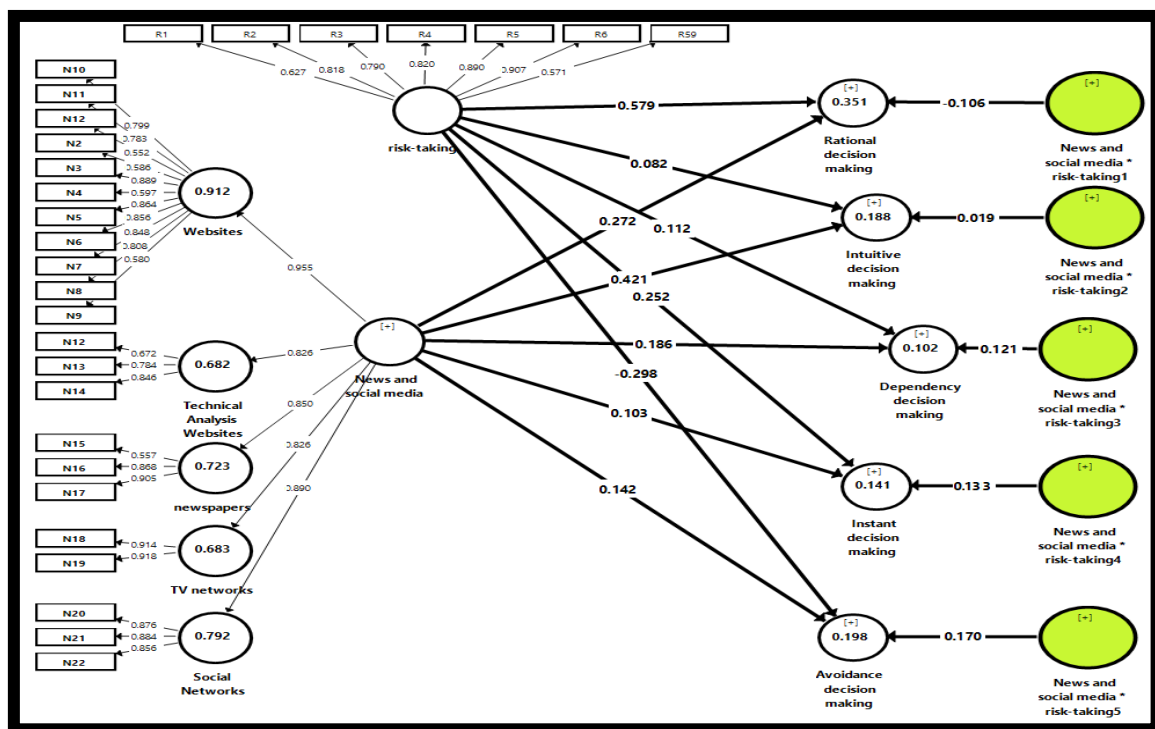 R1
R2
R3
R4
R5
R6
R59
0.627
0.818
0.790
0.820
0.890
0.907
0.571
risk-taking
N10
N11
N12
N2
N3
N4
N5
N6
N7
N8
N9
0.799
0.783
0.552
0.586
0.889
0.597
0.864
0.856
0.848
0.808
0.580
0.912
Websites
0.955
N12
N13
N14
0.672
0.784
0.846
0.682
Technical
Analysis
Websites
0.826
[+]
News and
social media
N15
N16
N17
0.557
0.868
0.905
0.723
newspapers
0.850
N18
N19
0.914
0.918
0.683
TV networks
0.826
N20
N21
N22
0.876
0.884
0.856
0.792
Social
Networks
0.890
0.579
0.082
0.272
0.112
0.421
0.252
0.186
-0.298
0.103
0.142
[+]
0.351
Rational
decision
making
-0.106
[+]
News and
social media *
risk-taking1
[+]
0.188
Intuitive
decision
making
0.019
[+]
News and
social media *
risk-taking2
[+]
0.102
Dependency
decision
making
0.121
[+]
News and
social media *
risk-taking3
[+]
0.141
Instant
decision
making
0.133
[+]
News and
social media *
risk-taking4
[+]
0.198
Avoidance
decision
making
0.170
[+]
News and
social media *
risk-taking5